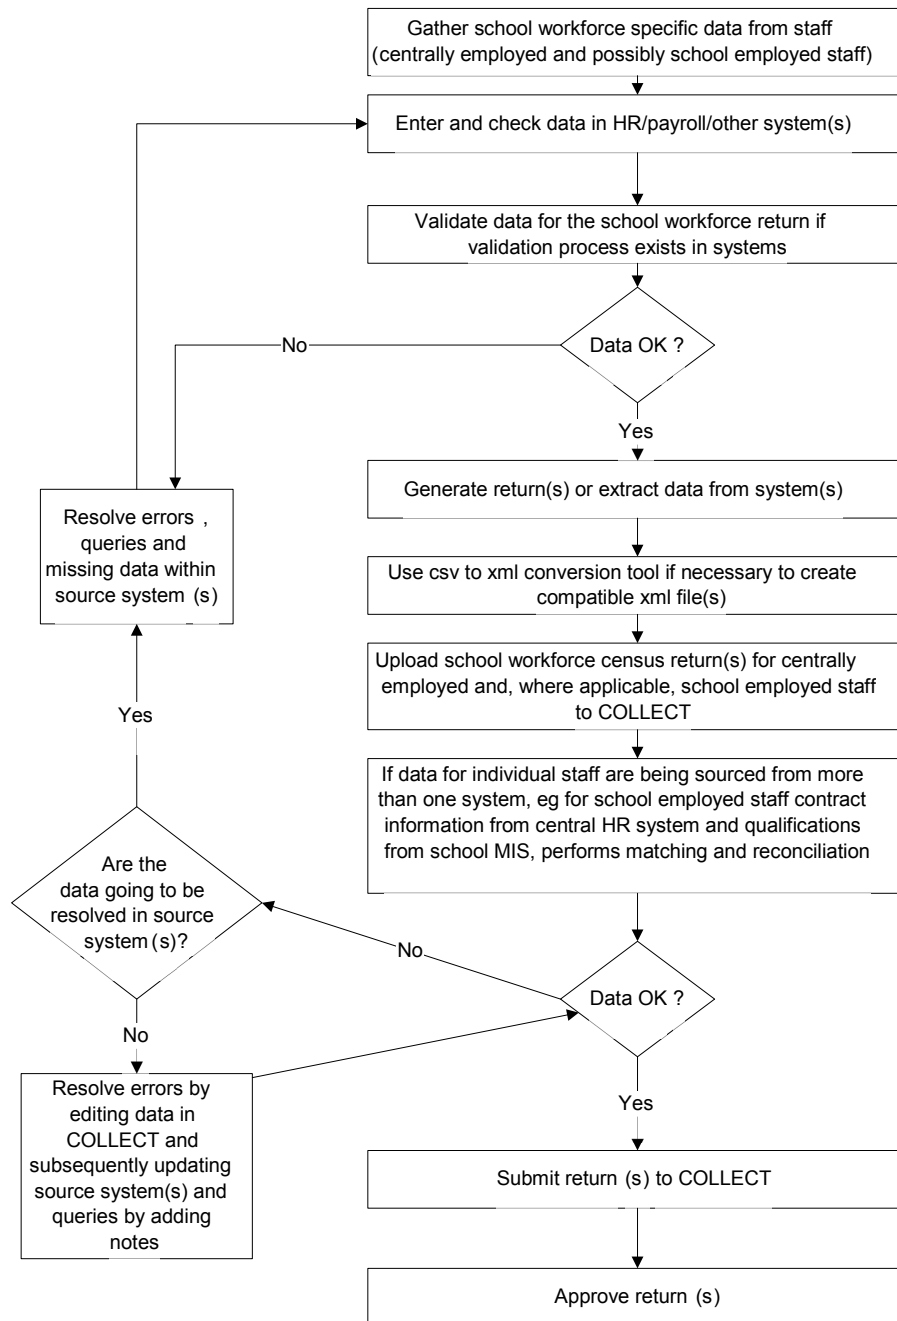 Gather school workforce specific data from staff
(centrally employed and possibly school employed staff)
Enter and check data in HR/payroll/other system(s)
Validate data for the school workforce return if
validation process exists in systems
Data OK ?
No
Yes
Generate return(s) or extract data from system(s)
Resolve errors ,
queries and
missing data within
source system (s)
Use csv to xml conversion tool if necessary to create
compatible xml file(s)
Upload school workforce census return(s) for centrally
employed and, where applicable, school employed staff
to COLLECT
Yes
If data for individual staff are being sourced from more
than one system, eg for school employed staff contract
information from central HR system and qualifications
from school MIS, performs matching and reconciliation
Are the
data going to be
resolved in source
system (s)?
No
Data OK ?
No
Resolve errors by
editing data in
COLLECT and
subsequently updating
source system(s) and
queries by adding
notes
Yes
Submit return (s) to COLLECT
Approve return (s)